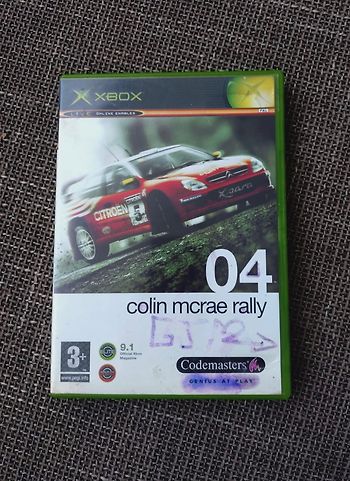 XBOX
LIVE ONLINE ENABLED
PAL
CITROËN
Xsara
04
colin mcrae rally
3+
www.pegi.info
9.1
Official Xbox
Magazine
Codemasters
GENIUS AT PLAY